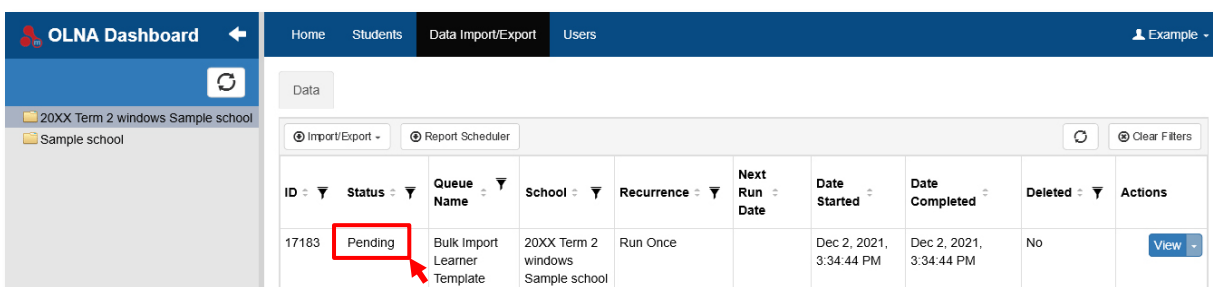 OLNA Dashboard
Home Students Data Import/Export Users Example
20XX Term 2 windows Sample school
Sample school
Data
Import/Export Report Scheduler Clear Filters
ID Status Queue Name School Recurrence Next Run Date Date Started Date Completed Deleted Actions
17183 Pending Bulk Import Learner Template 20XX Term 2 windows Sample school Run Once Dec 2, 2021, 3:34:44 PM Dec 2, 2021, 3:34:44 PM No View